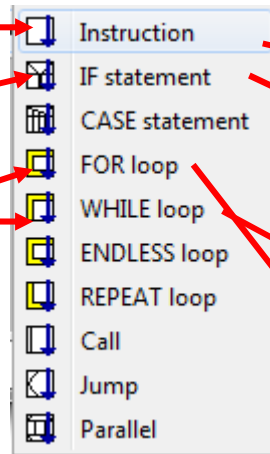 Instruction
IF statement
CASE statement
FOR loop
WHILE loop
ENDLESS loop
REPEAT loop
Call
Jump
Parallel